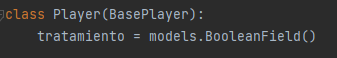 class Player(BasePlayer):
    tratamiento = models.BooleanField()